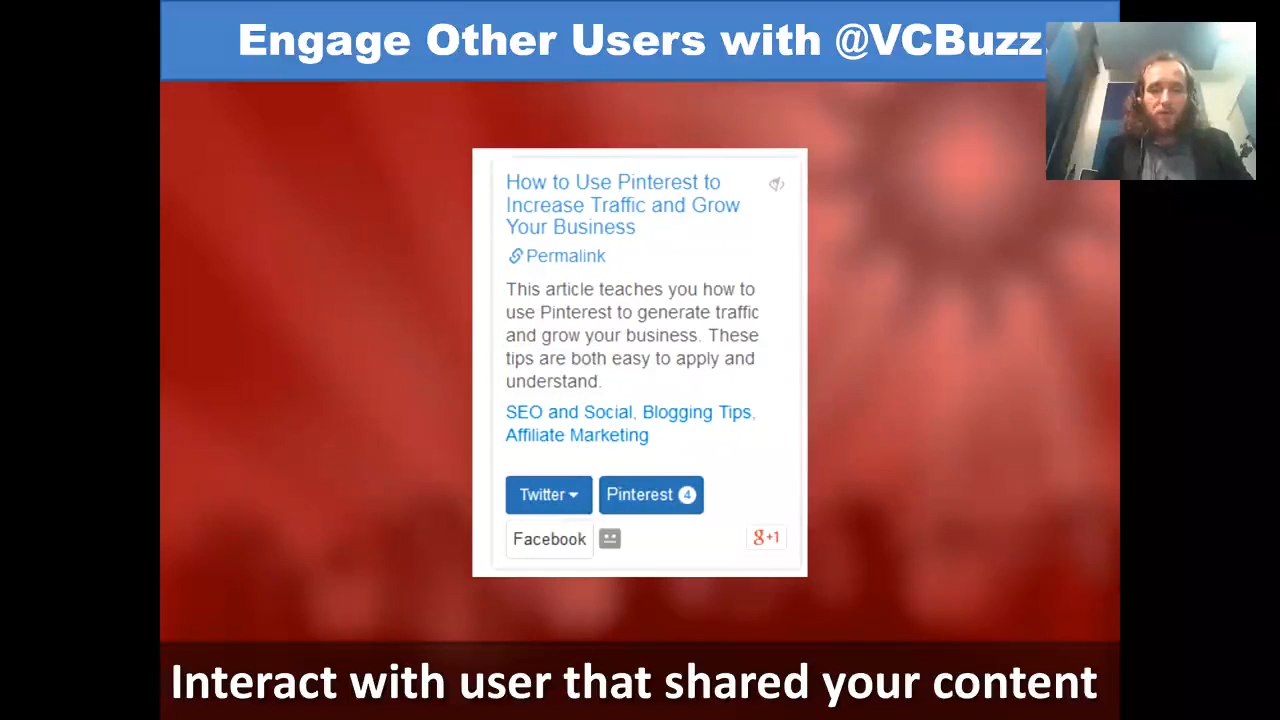 Engage Other Users with @VCBuzz
How to Use Pinterest to
Increase Traffic and Grow
Your Business
Permalink
This article teaches you how to
use Pinterest to generate traffic
and grow your business. These
tips are both easy to apply and
understand.
SEO and Social, Blogging Tips,
Affiliate Marketing
Twitter Pinterest 4
Facebook g+1
Interact with user that shared your content